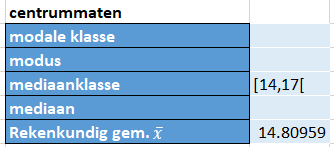 centrummaten
modale klasse
modus
mediaanklasse [14,17[
mediaan
Rekenkundig gem. x̄ 14.80959